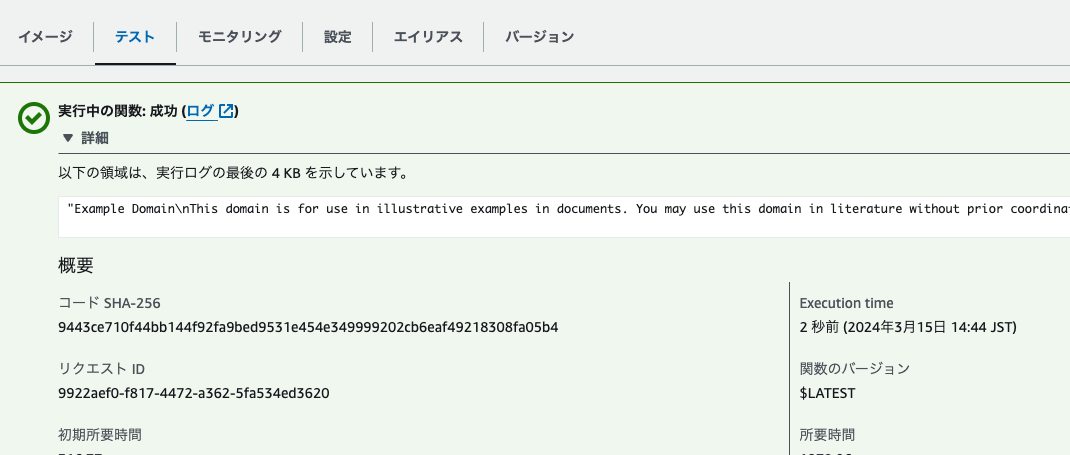 イメージ テスト モニタリング 設定 エイリアス バージョン
実行中の関数: 成功 (ログ)
▼ 詳細
以下の領域は、実行ログの最後の 4 KB を示しています。
"Example Domain\nThis domain is for use in illustrative examples in documents. You may use this domain in literature without prior
概要
コード SHA-256
9443ce710f44bb144f92fa9bed9531e454e349999202cb6eaf49218308fa05b4
Execution time
2 秒前 (2024年3月15日 14:44 JST)
リクエスト ID
9922aef0-f817-4472-a362-5fa534ed3620
関数のバージョン
$LATEST
初期所要時間
所要時間